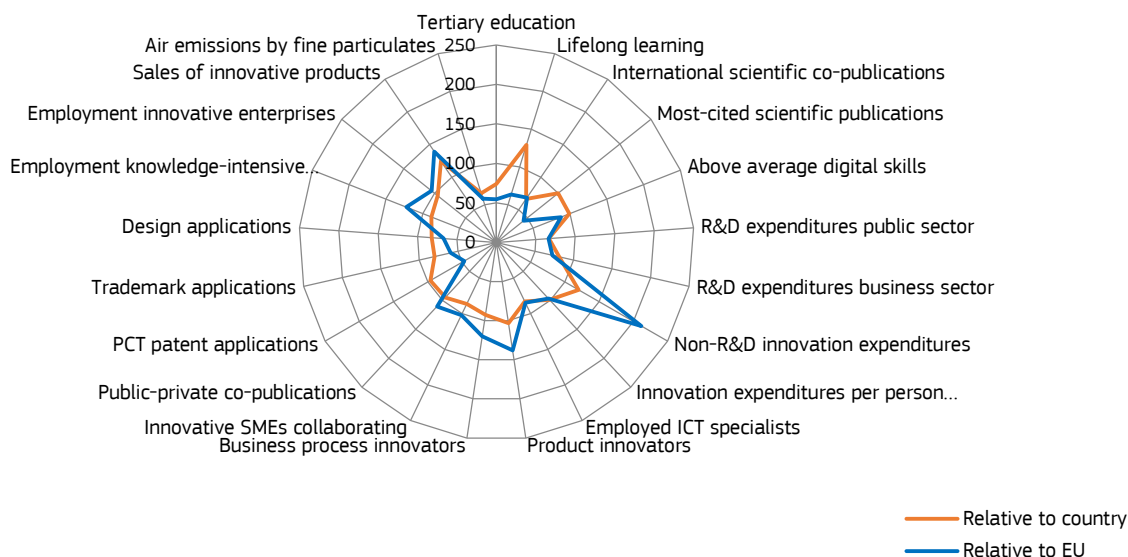 Tertiary education
Lifelong learning
International scientific co-publications
Most-cited scientific publications
Above average digital skills
R&D expenditures public sector
R&D expenditures business sector
Non-R&D innovation expenditures
Innovation expenditures per person...
Employed ICT specialists
Product innovators
Business process innovators
Innovative SMEs collaborating
Public-private co-publications
PCT patent applications
Trademark applications
Design applications
Employment knowledge-intensive...
Employment innovative enterprises
Sales of innovative products
Air emissions by fine particulates
250
200
150
100
50
0
Relative to country
Relative to EU